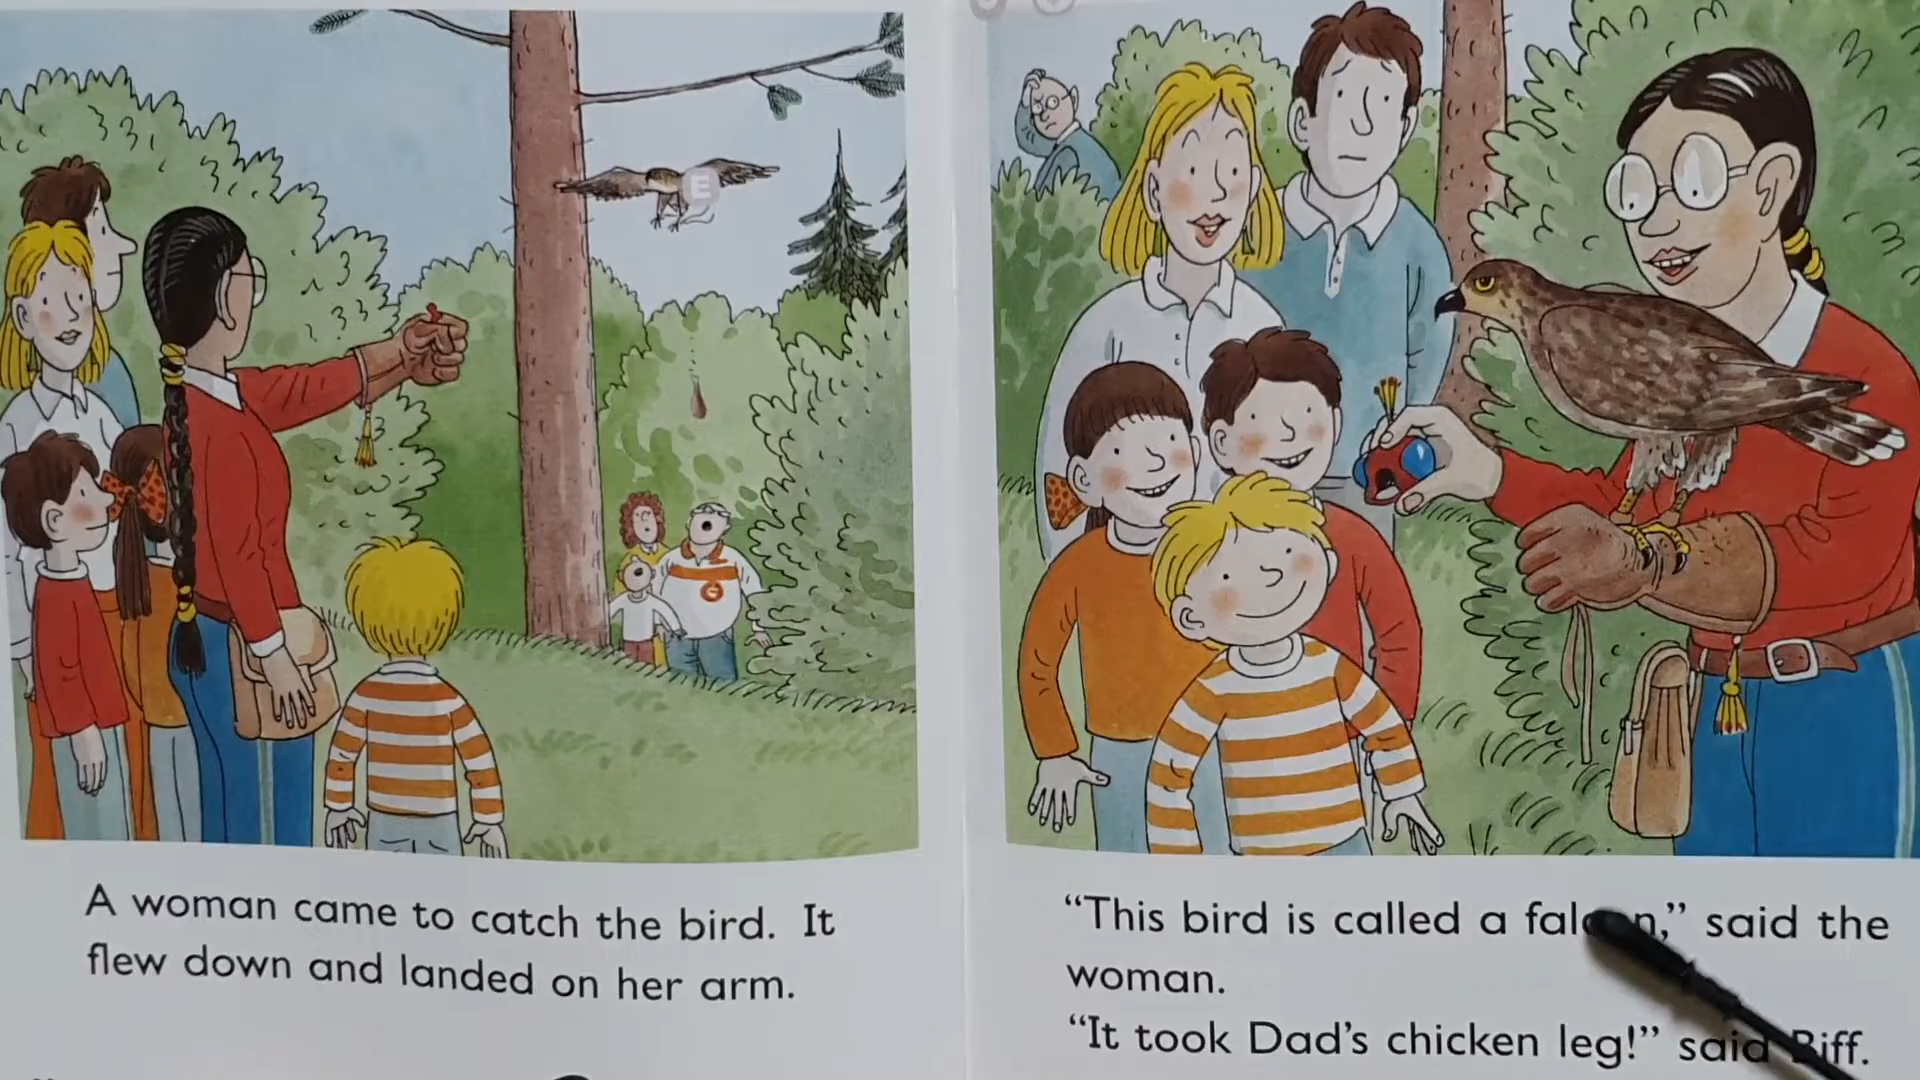 A woman came to catch the bird. It
flew down and landed on her arm.
"This bird is called a falcon," said the
woman.
"It took Dad's chicken leg!" said Biff.